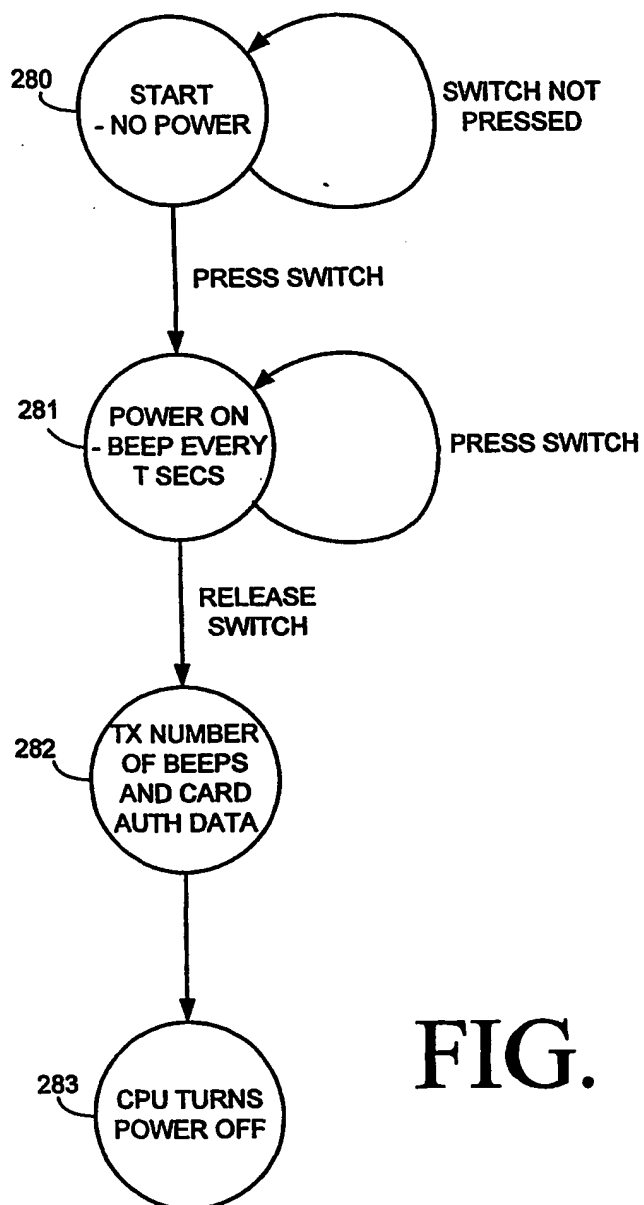 280
START
- NO POWER
SWITCH NOT
PRESSED
PRESS SWITCH
281
POWER ON
- BEEP EVERY
T SECS
PRESS SWITCH
RELEASE
SWITCH
282
TX NUMBER
OF BEEPS
AND CARD
AUTH DATA
283
CPU TURNS
POWER OFF
FIG.